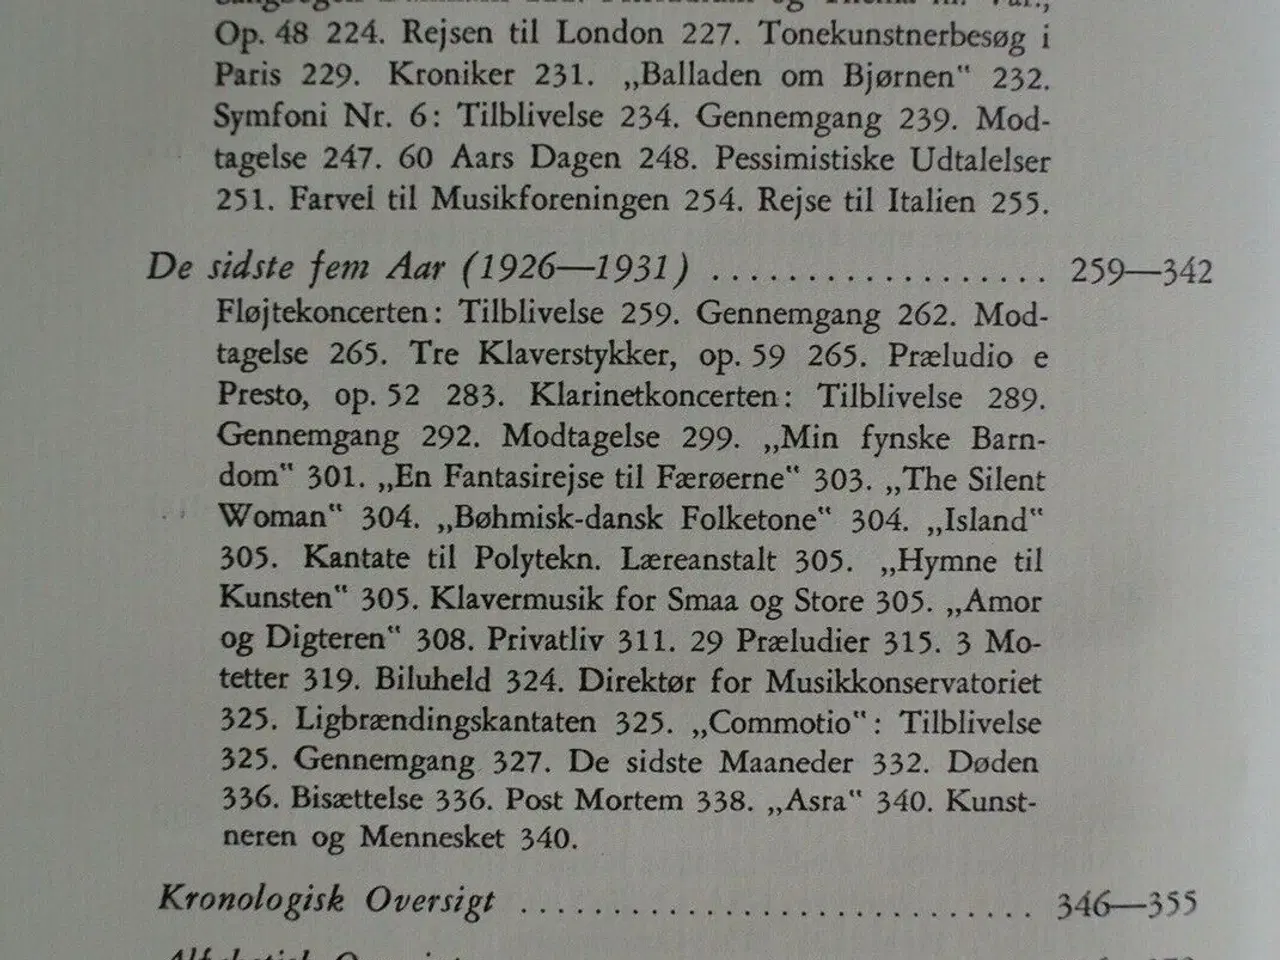 Op. 48 224. Rejsen til London 227. Tonekunstnerbesøg i
Paris 229. Kroniker 231. „Balladen om Bjørnen" 232.
Symfoni Nr. 6: Tilblivelse 234. Gennemgang 239. Mod-
tagelse 247. 60 Aars Dagen 248. Pessimistiske Udtalelser
251. Farvel til Musikforeningen 254. Rejse til Italien 255.
De sidste fem Aar (1926—1931) .................. 259—342
Fløjtekoncerten: Tilblivelse 259. Gennemgang 262. Mod-
tagelse 265. Tre Klaverstykker, op. 59 265. Præludio e
Presto, op. 52 283. Klarinetkoncerten: Tilblivelse 289.
Gennemgang 292. Modtagelse 299. „Min fynske Barn-
dom" 301. „En Fantasirejse til Færøerne" 303. „The Silent
Woman" 304. „Bøhmisk-dansk Folketone" 304. „Island"
305. Kantate til Polytekn. Læreanstalt 305. „Hymne til
Kunsten" 305. Klavermusik for Smaa og Store 305. „Amor
og Digteren" 308. Privatliv 311. 29 Præludier 315. 3 Mo-
tetter 319. Biluheld 324. Direktør for Musikkonservatoriet
325. Ligbrændingskantaten 325. „Commotio": Tilblivelse
325. Gennemgang 327. De sidste Maaneder 332. Døden
336. Bisættelse 336. Post Mortem 338. „Asra" 340. Kunst-
neren og Mennesket 340.
Kronologisk Oversigt ............................ 346—355